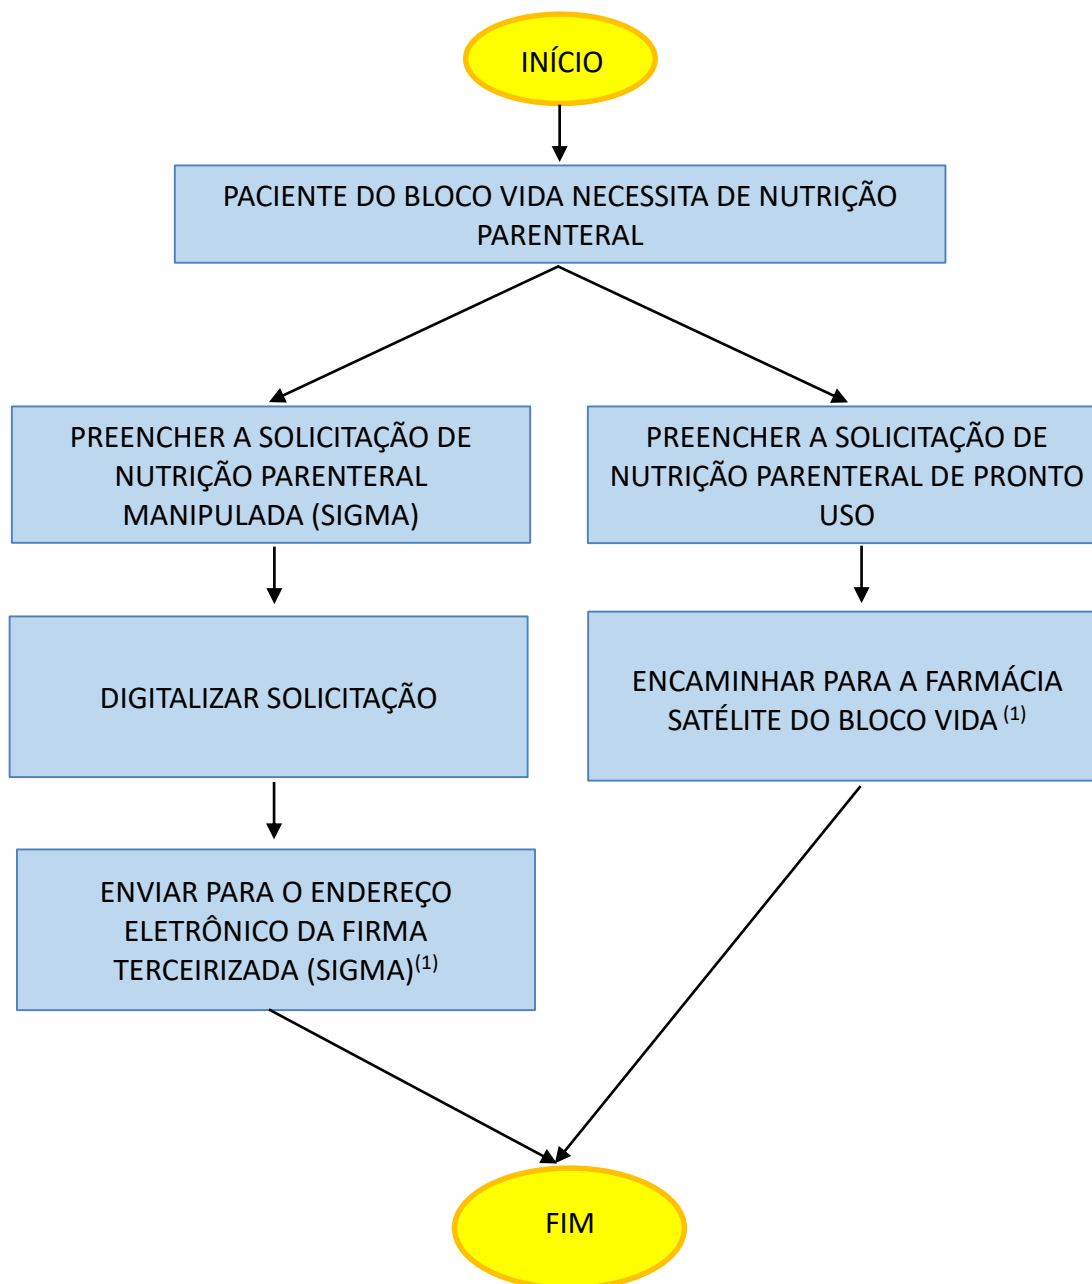 INÍCIO
PACIENTE DO BLOCO VIDA NECESSITA DE NUTRIÇÃO
PARENTERAL
PREENCHER A SOLICITAÇÃO DE
NUTRIÇÃO PARENTERAL
MANIPULADA (SIGMA)
PREENCHER A SOLICITAÇÃO DE
NUTRIÇÃO PARENTERAL DE PRONTO
USO
DIGITALIZAR SOLICITAÇÃO
ENCAMINHAR PARA A FARMÁCIA
SATÉLITE DO BLOCO VIDA (1)
ENVIAR PARA O ENDEREÇO
ELETRÔNICO DA FIRMA
TERCEIRIZADA (SIGMA)(1)
FIM